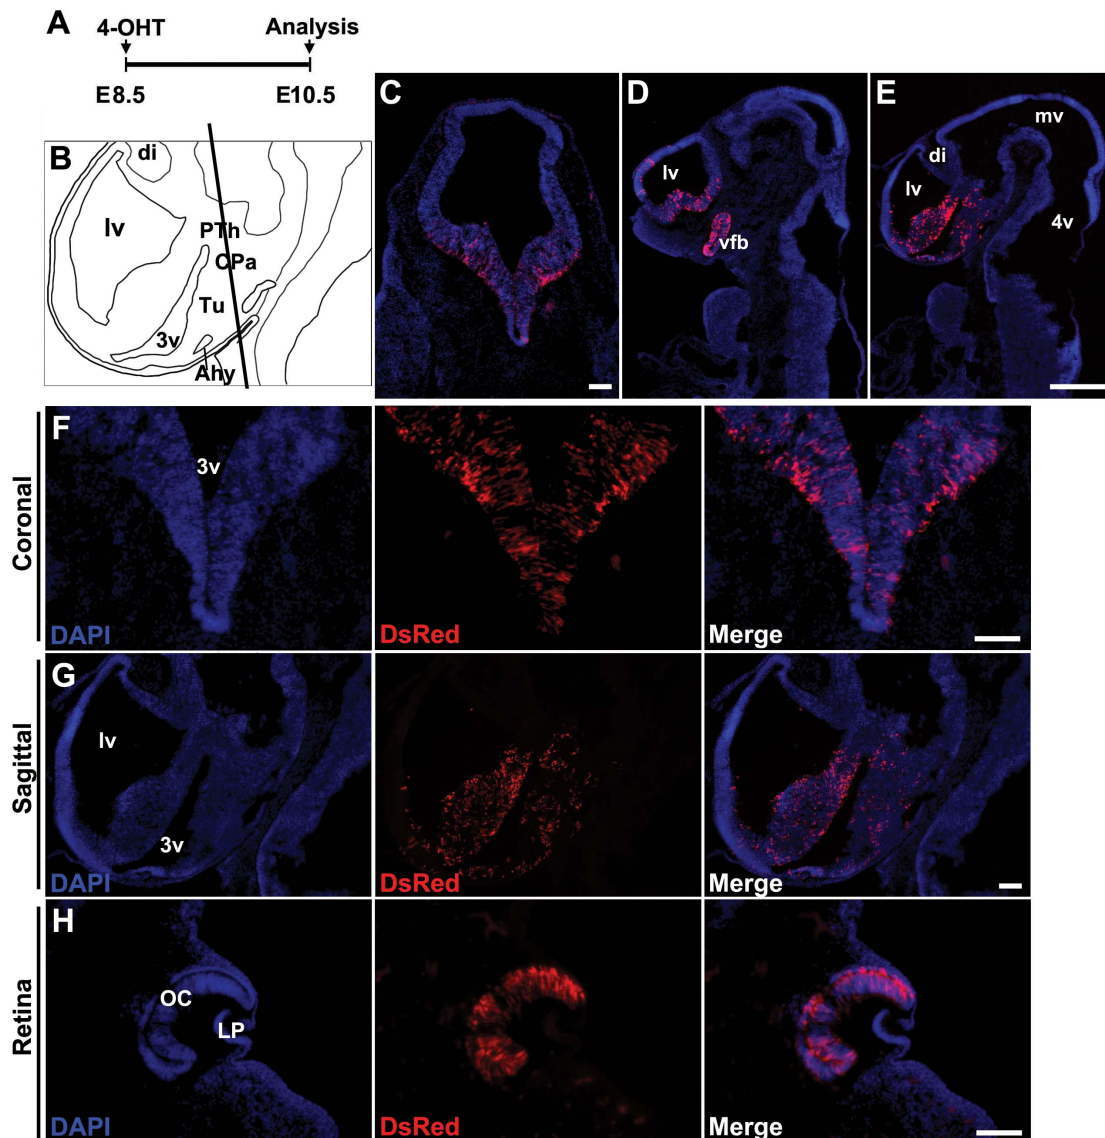 A
4-OHT
Analysis
E8.5
E10.5
B
di
lv
PTh
CPa
Tu
3v
Ahy
C
D
lv
vfb
E
mv
di
lv
4v
Coronal
F
3v
DAPI
DsRed
Merge
Sagittal
G
lv
3v
DAPI
DsRed
Merge
Retina
H
OC
LP
DAPI
DsRed
Merge